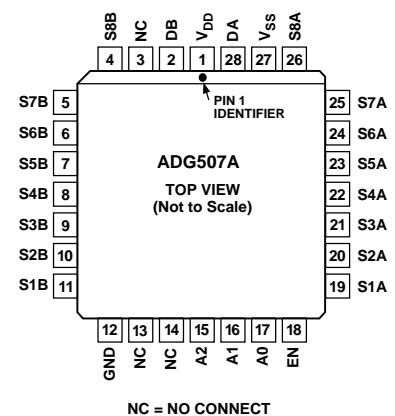 S8B NC DB VDD DA VSS S8A
4 3 2 1 28 27 26
PIN 1
IDENTIFIER
S7B 5
S6B 6
S5B 7
S4B 8
S3B 9
S2B 10
S1B 11
ADG507A
TOP VIEW
(Not to Scale)
25 S7A
24 S6A
23 S5A
22 S4A
21 S3A
20 S2A
19 S1A
12 13 14 15 16 17 18
GND NC NC A2 A1 A0 EN
NC = NO CONNECT